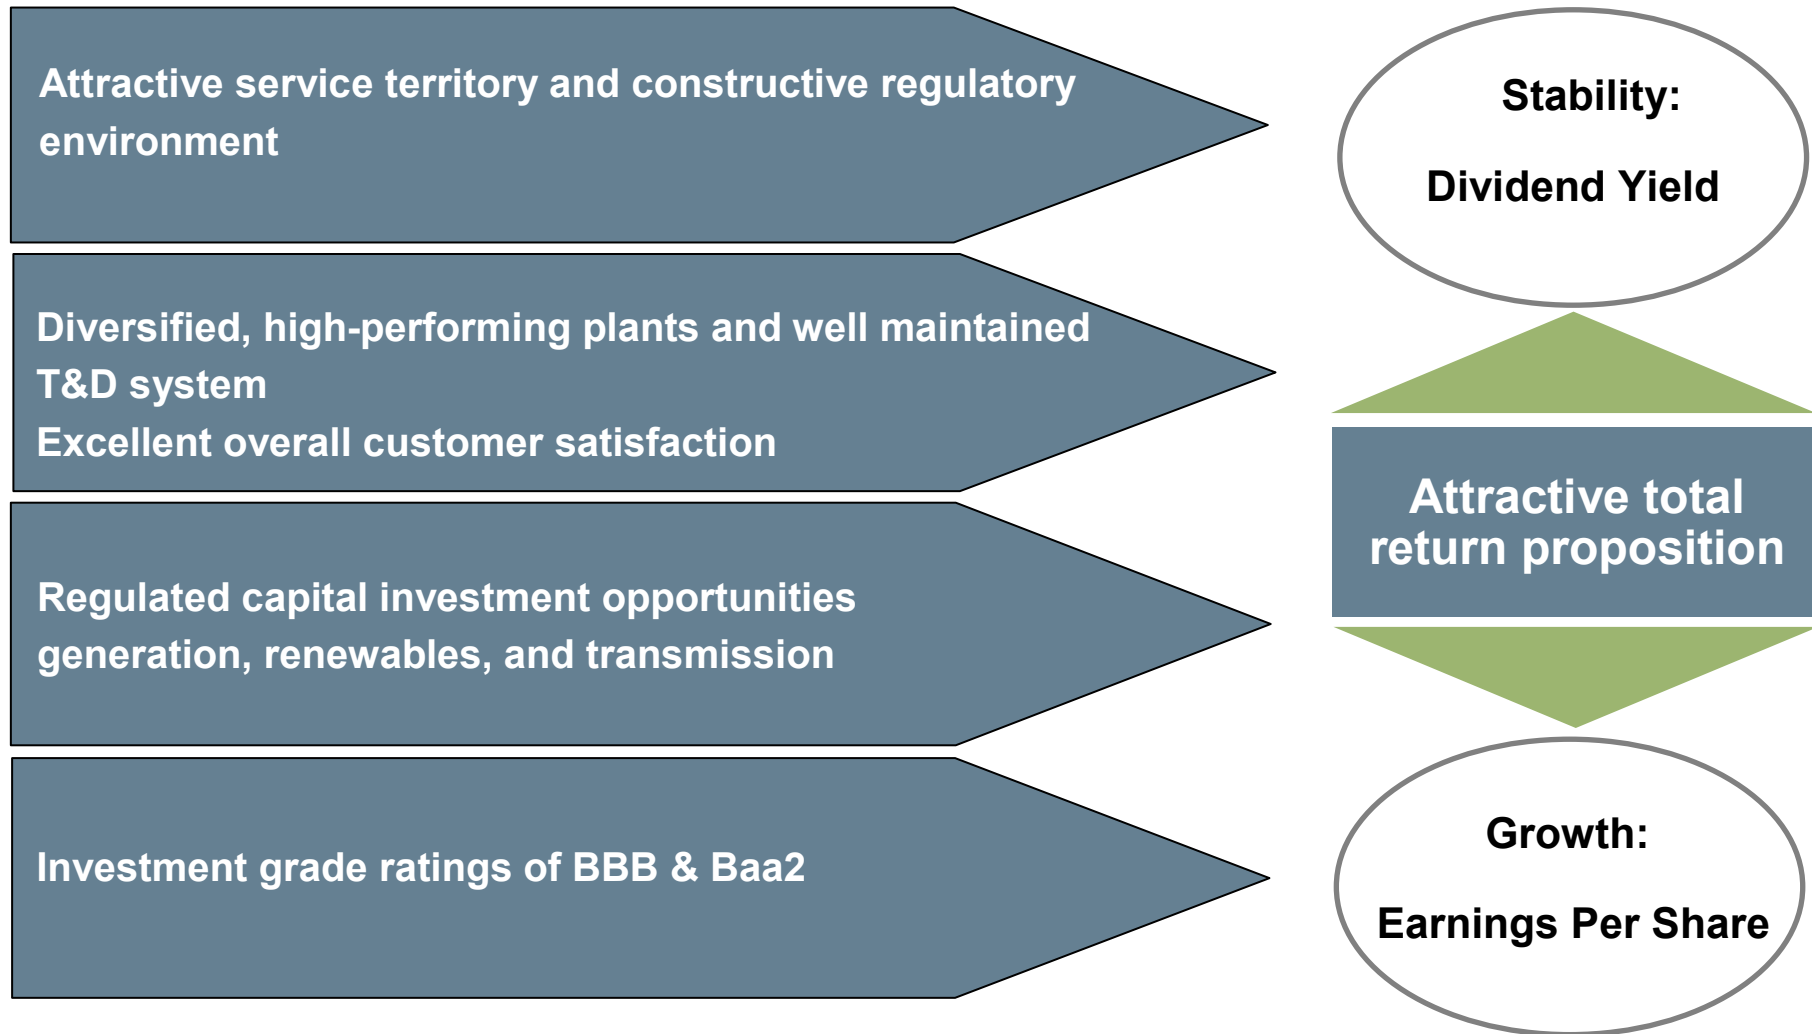 Attractive service territory and constructive regulatory
environment
Diversified, high-performing plants and well maintained
T&D system
Excellent overall customer satisfaction
Regulated capital investment opportunities
generation, renewables, and transmission
Investment grade ratings of BBB & Baa2
Stability:
Dividend Yield
Attractive total
return proposition
Growth:
Earnings Per Share